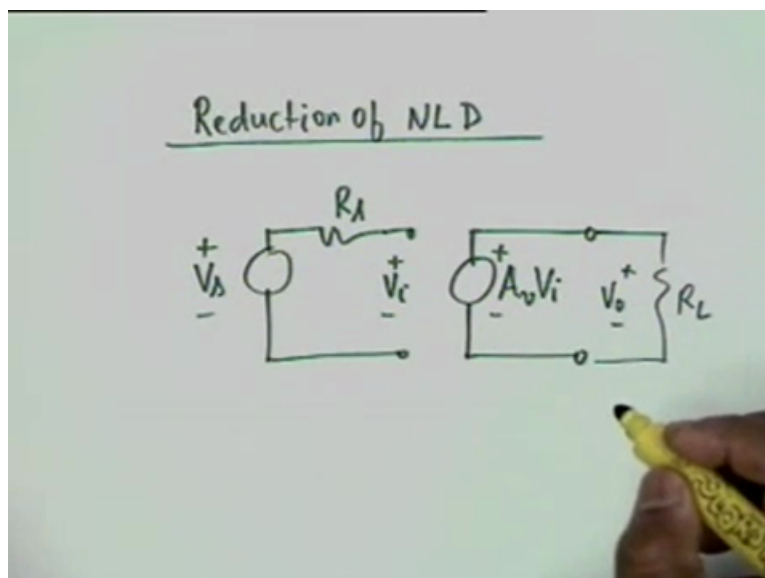 Reduction of NLD
Rs
+ + + +
Vs Vi AvVi Vo RL
- - - -